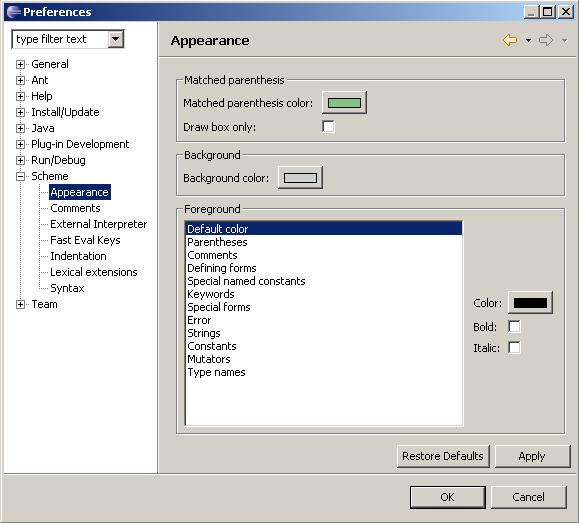 Preferences
type filter text
General
Ant
Help
Install/Update
Java
Plug-in Development
Run/Debug
Scheme
Appearance
Comments
External Interpreter
Fast Eval Keys
Indentation
Lexical extensions
Syntax
Team
Appearance
Matched parenthesis
Matched parenthesis color:
Draw box only:
Background
Background color:
Foreground
Default color
Parentheses
Comments
Defining forms
Special named constants
Keywords
Special forms
Error
Strings
Constants
Mutators
Type names
Color:
Bold:
Italic:
Restore Defaults
Apply
OK
Cancel